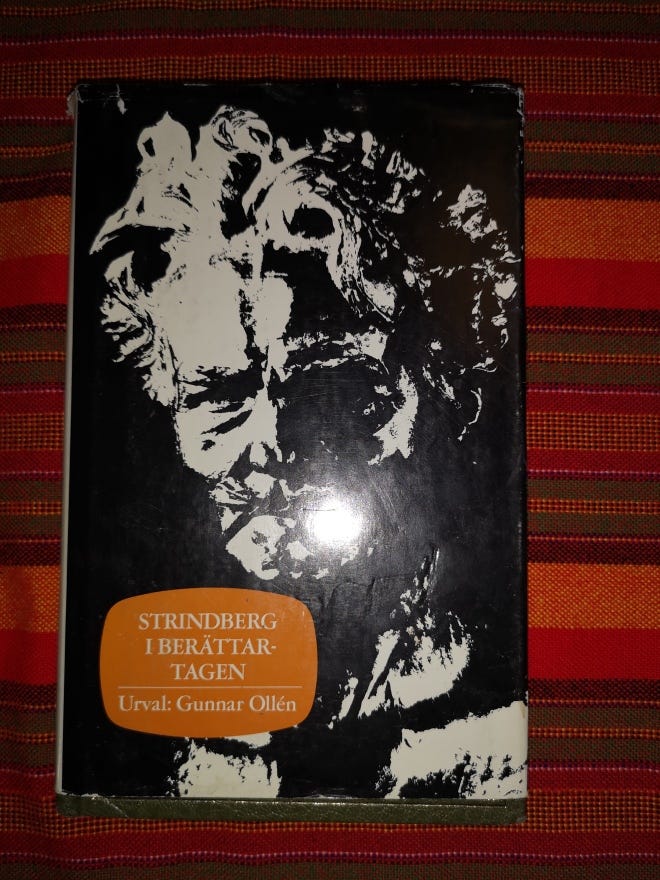 STRINDBERG
I BERÄTTAR-
TAGEN
Urval: Gunnar Ollén